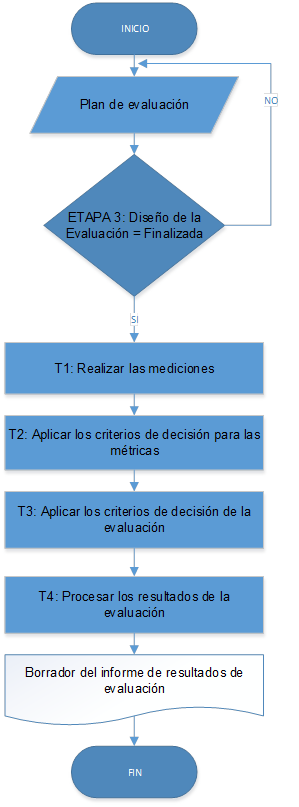 INICIO
Plan de evaluación
NO
ETAPA 3: Diseño de la
Evaluación = Finalizada
SI
T1: Realizar las mediciones
T2: Aplicar los criterios de decisión para las
métricas
T3: Aplicar los criterios de decisión de la
evaluación
T4: Procesar los resultados de la
evaluación
Borrador del informe de resultados de
evaluación
FIN